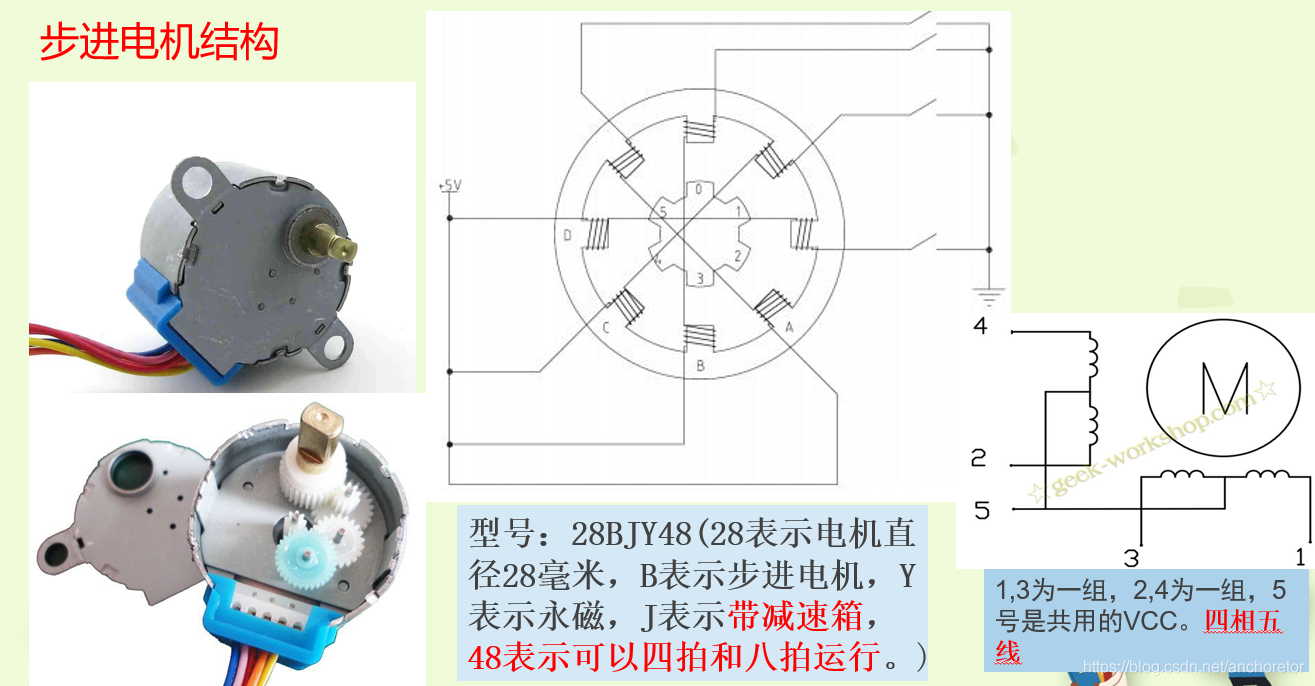 步进电机结构
+5V
0
1
2
3
4
5
D
C
B
A
型号：28BJY48(28表示电机直
径28毫米，B表示步进电机，Y
表示永磁，J表示带减速箱，
48表示可以四拍和八拍运行。)
4
2
5
3
1
M
☆geek-workshop.com☆
1,3为一组，2,4为一组，5
号是共用的VCC。四相五
线
https://blog.csdn.net/anchoretor